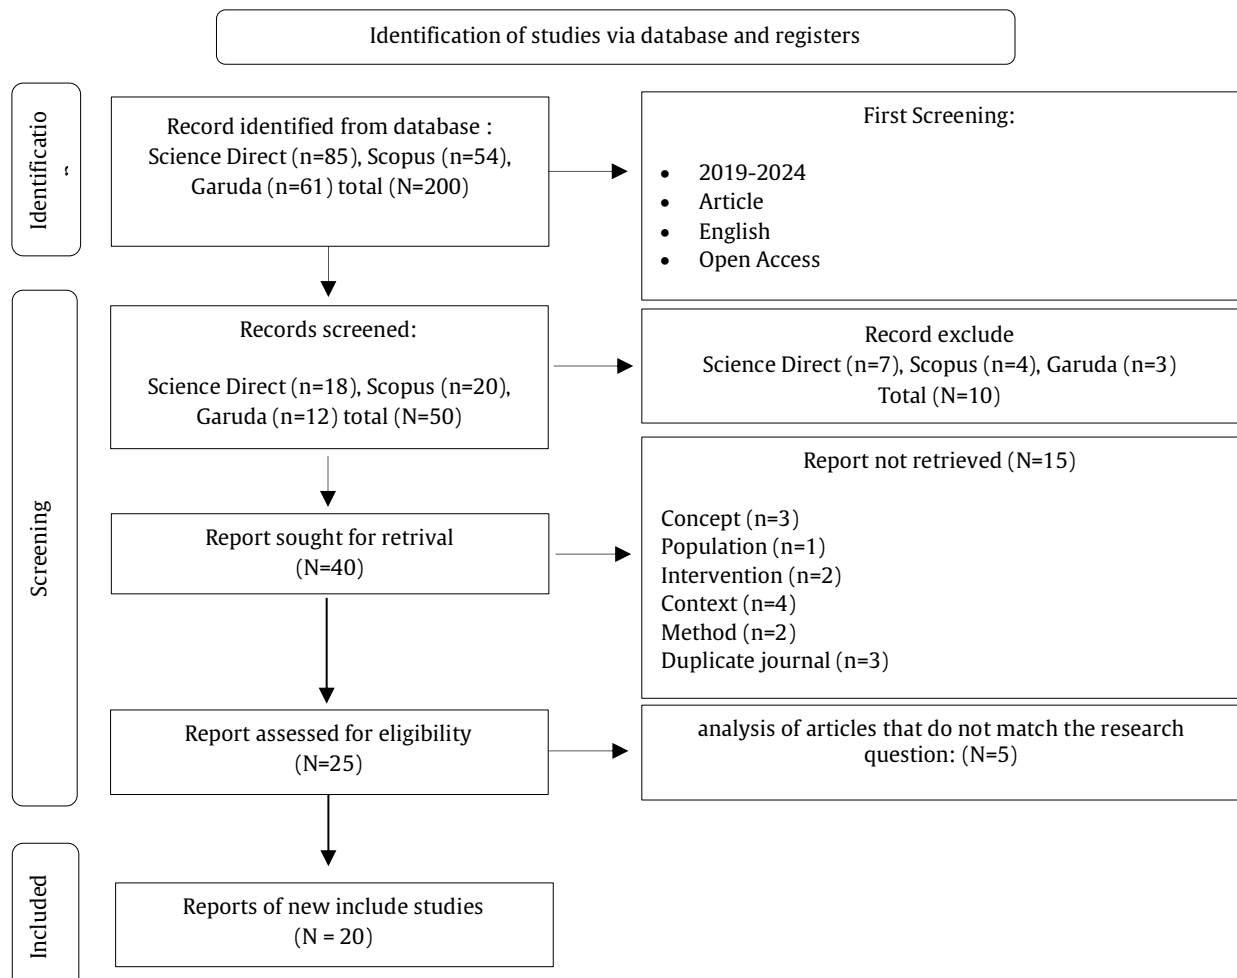 Identification of studies via database and registers
Identificatio
Record identified from database :
Science Direct (n=85), Scopus (n=54),
Garuda (n=61) total (N=200)
First Screening:
• 2019-2024
• Article
• English
• Open Access
Screening
Records screened:
Science Direct (n=18), Scopus (n=20),
Garuda (n=12) total (N=50)
Record exclude
Science Direct (n=7), Scopus (n=4), Garuda (n=3)
Total (N=10)
Report sought for retrival
(N=40)
Report not retrieved (N=15)
Concept (n=3)
Population (n=1)
Intervention (n=2)
Context (n=4)
Method (n=2)
Duplicate journal (n=3)
Report assessed for eligibility
(N=25)
analysis of articles that do not match the research
question: (N=5)
Included
Reports of new include studies
(N = 20)